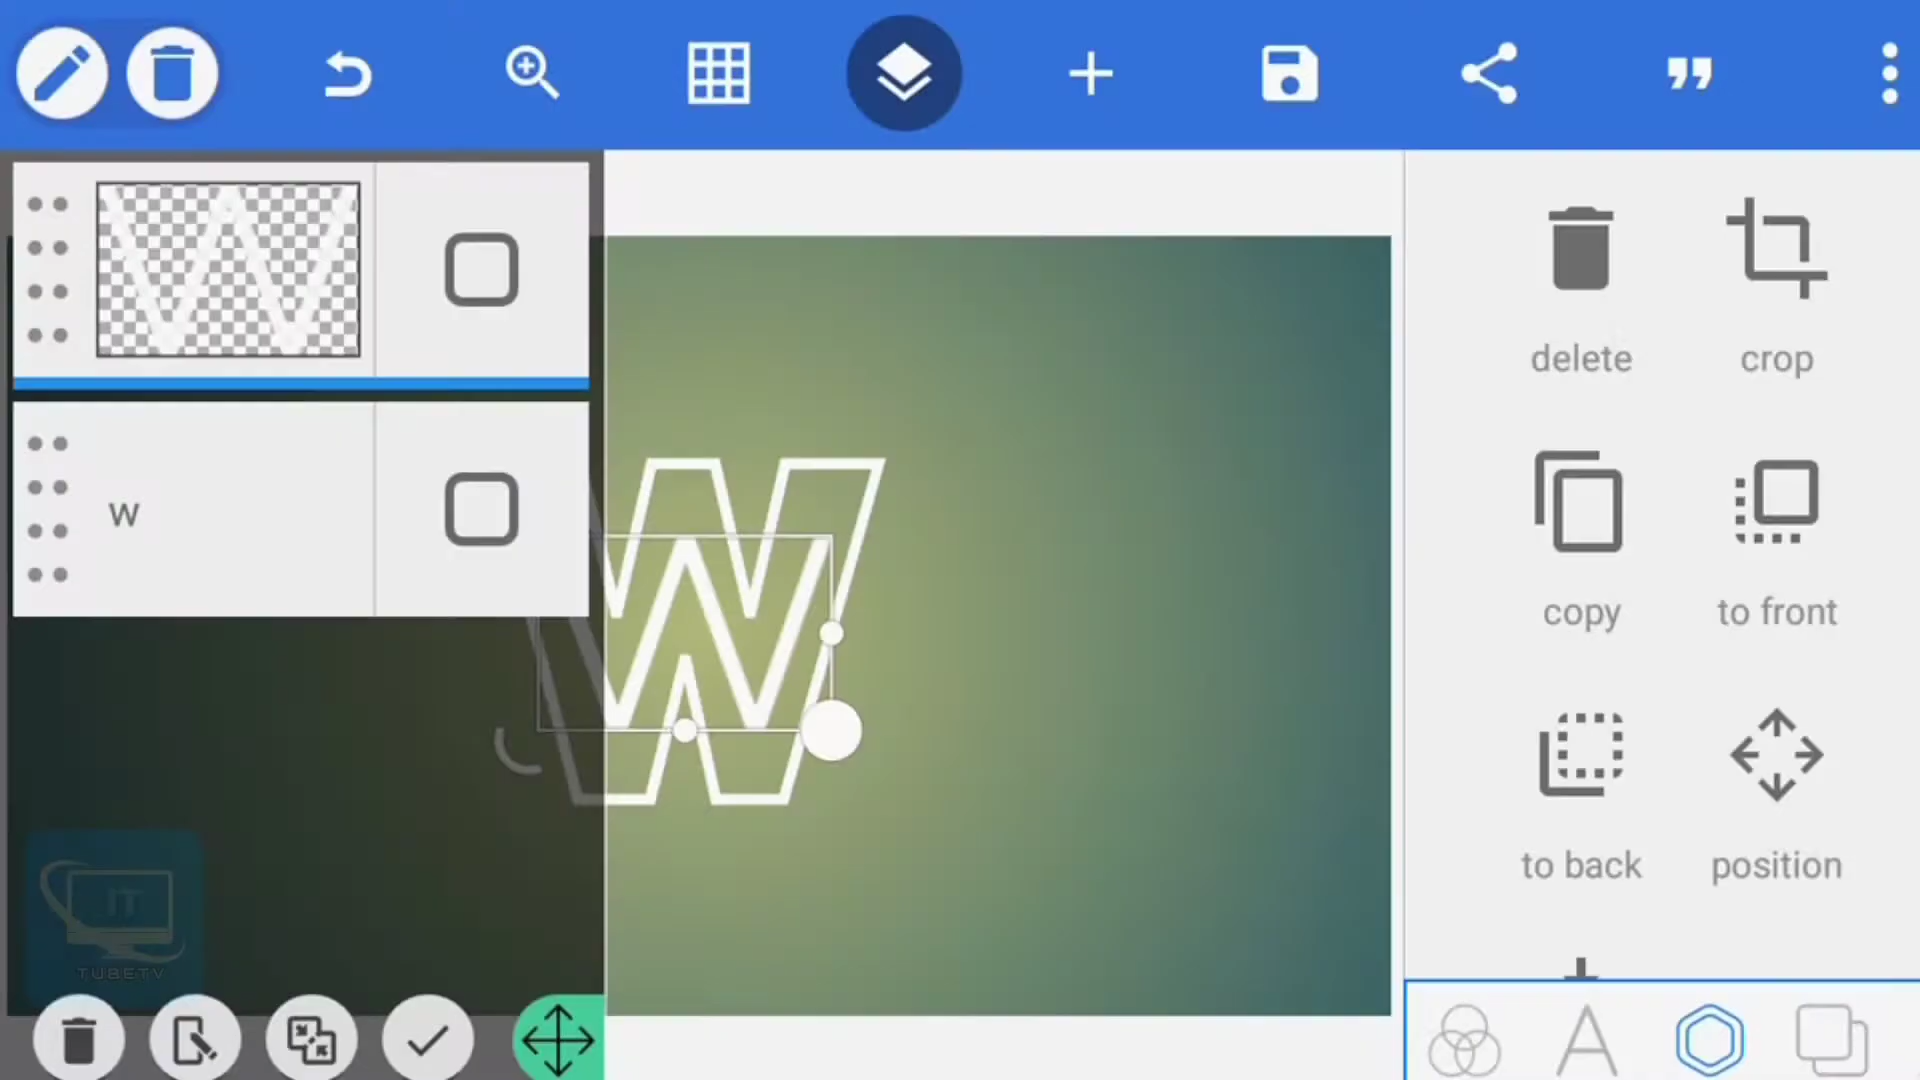 delete
crop
W
copy
to front
W
to back
position
IT
TUBETV